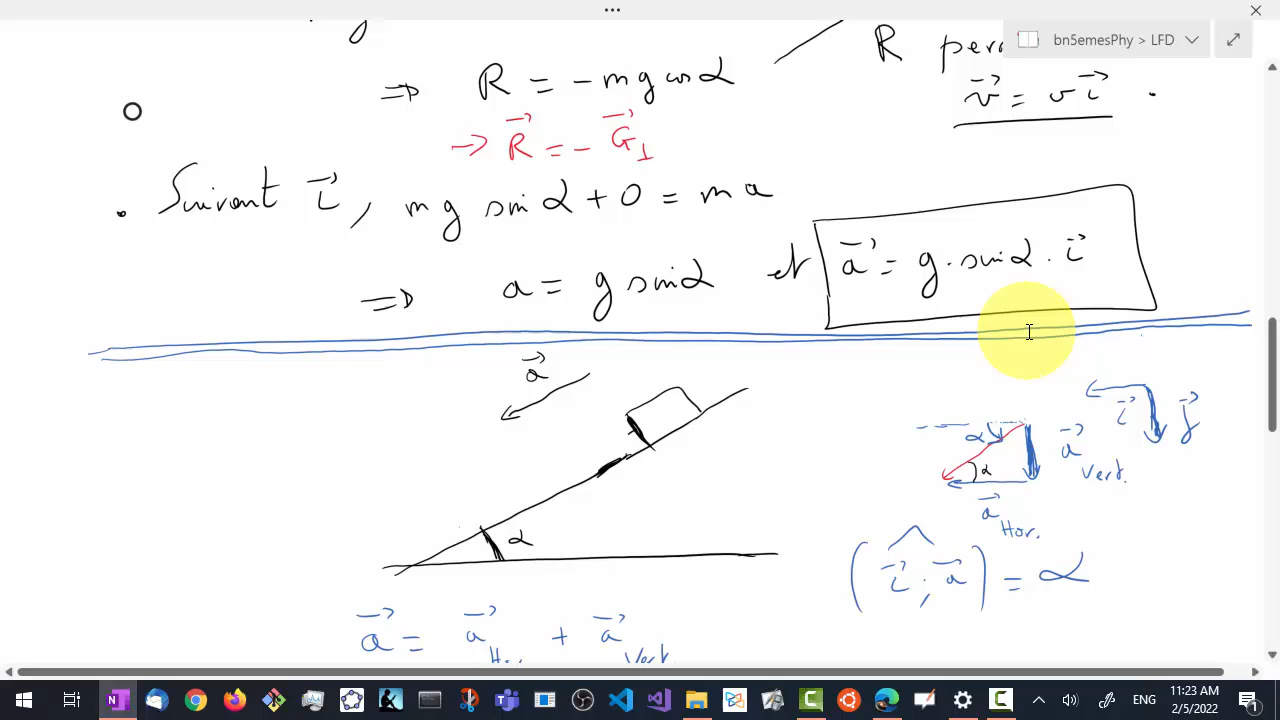 bn5emesPhy > LFD
R
⇒ R = -mg cos α
v⃗ = v i⃗ .
→ R⃗ = - G⃗⊥
. Suivant i⃗, mg sin α + 0 = ma
⇒ a = g sin α et a⃗ = g . sin α . i⃗
a⃗
i⃗ j⃗
α a⃗ Vert.
α
a⃗ Hor.
α
(i⃗ ; a⃗) = α
a⃗ = a⃗ Hor + a⃗ Vert
ENG
11:23 AM
2/5/2022
1